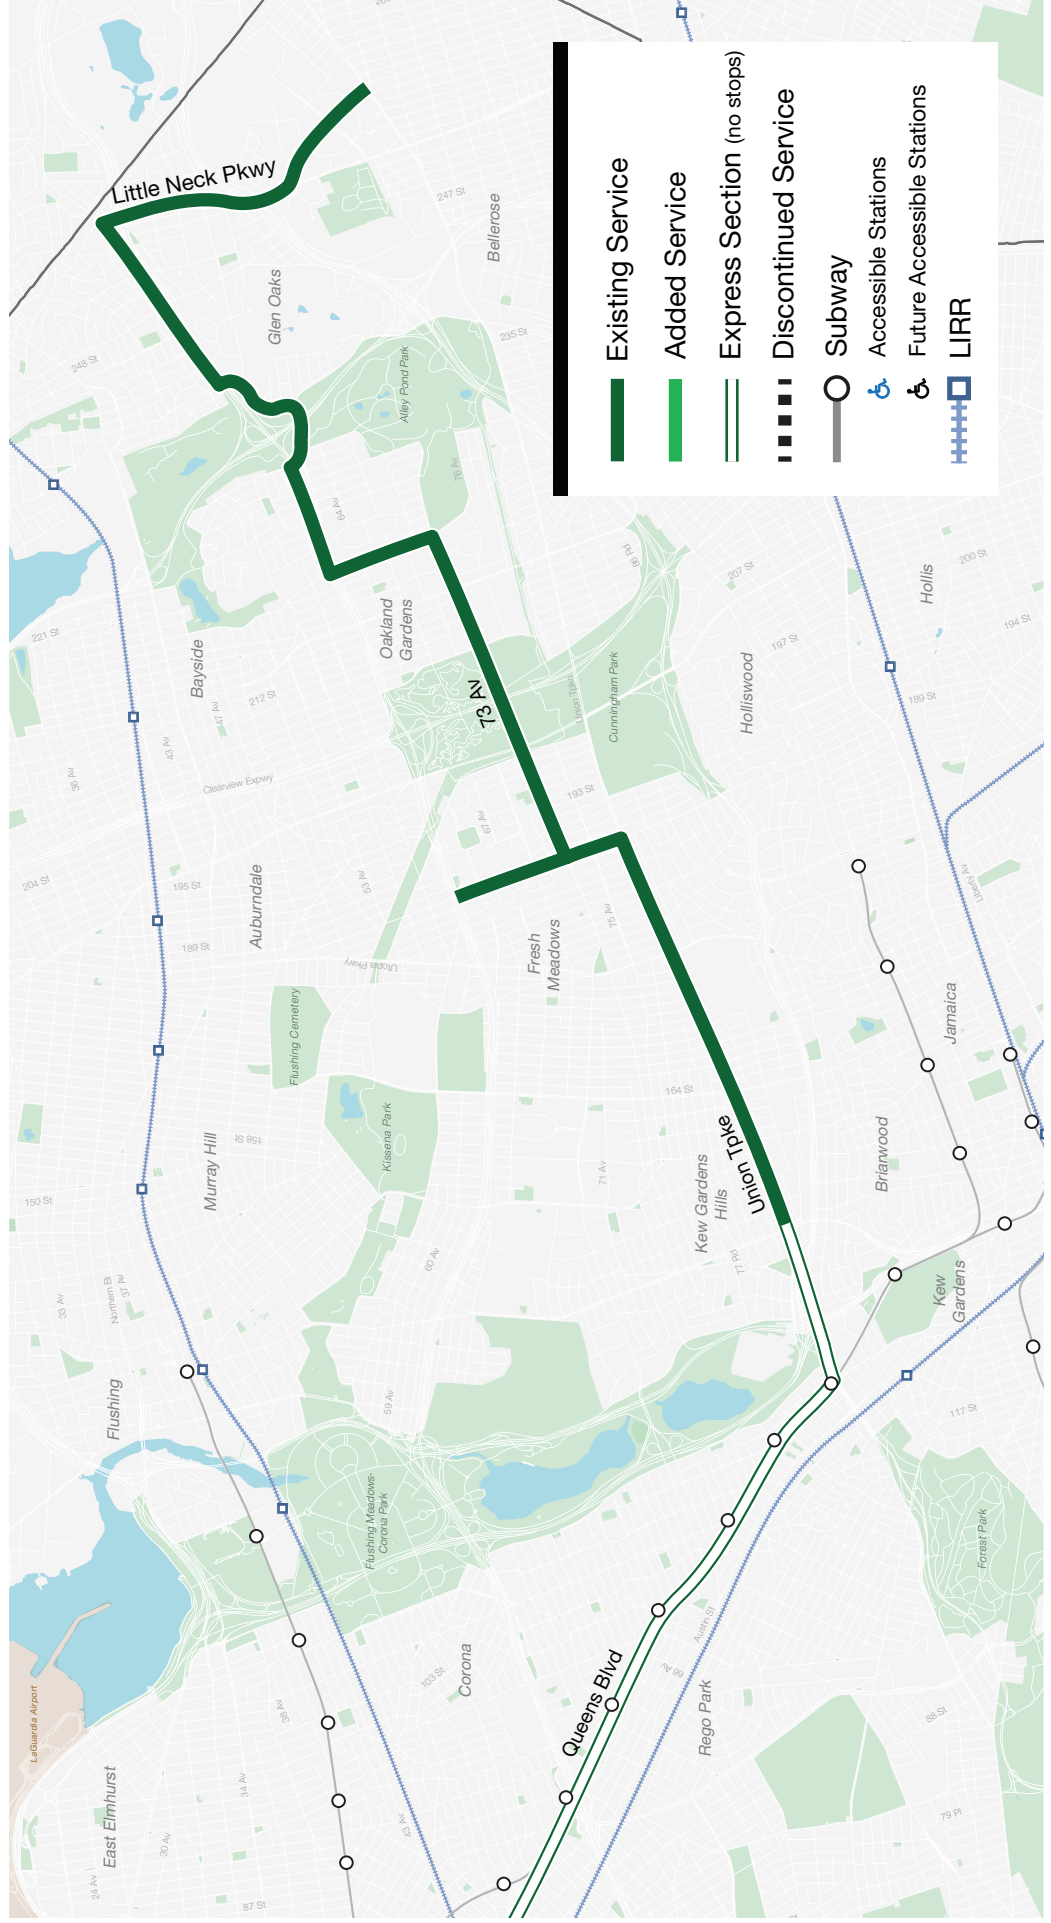 Little Neck Pkwy
73 Av
Union Tpke
Queens Blvd
Existing Service
Added Service
Express Section (no stops)
Discontinued Service
Subway
Accessible Stations
Future Accessible Stations
LIRR
LaGuardia Airport
East Elmhurst
24 Av
30 Av
34 Av
38 Av
43 Av
87 St
Flushing
Corona
103 St
Flushing Meadows-
Corona Park
59 Av
Rego Park
66 Av
Austin St
88 St
79 Pl
Forest Park
117 St
Kew
Gardens
Briarwood
Jamaica
Kew Gardens
Hills
77 Rd
71 Av
164 St
60 Av
33 Av
37 Av
150 St
Murray Hill
158 St
Kissena Park
Flushing Cemetery
Auburndale
204 St
195 St
189 St
Utopia Pkwy
53 Av
67 Av
Fresh
Meadows
75 Av
193 St
Liberty Av
Clearview Expwy
36 Av
43 Av
47 Av
212 St
221 St
Bayside
Oakland
Gardens
Union Tpke
Cunningham Park
Holliswood
197 St
207 St
189 St
194 St
200 St
Hollis
64 Av
76 Av
Alley Pond Park
Glen Oaks
Bellerose
235 St
247 St
248 St